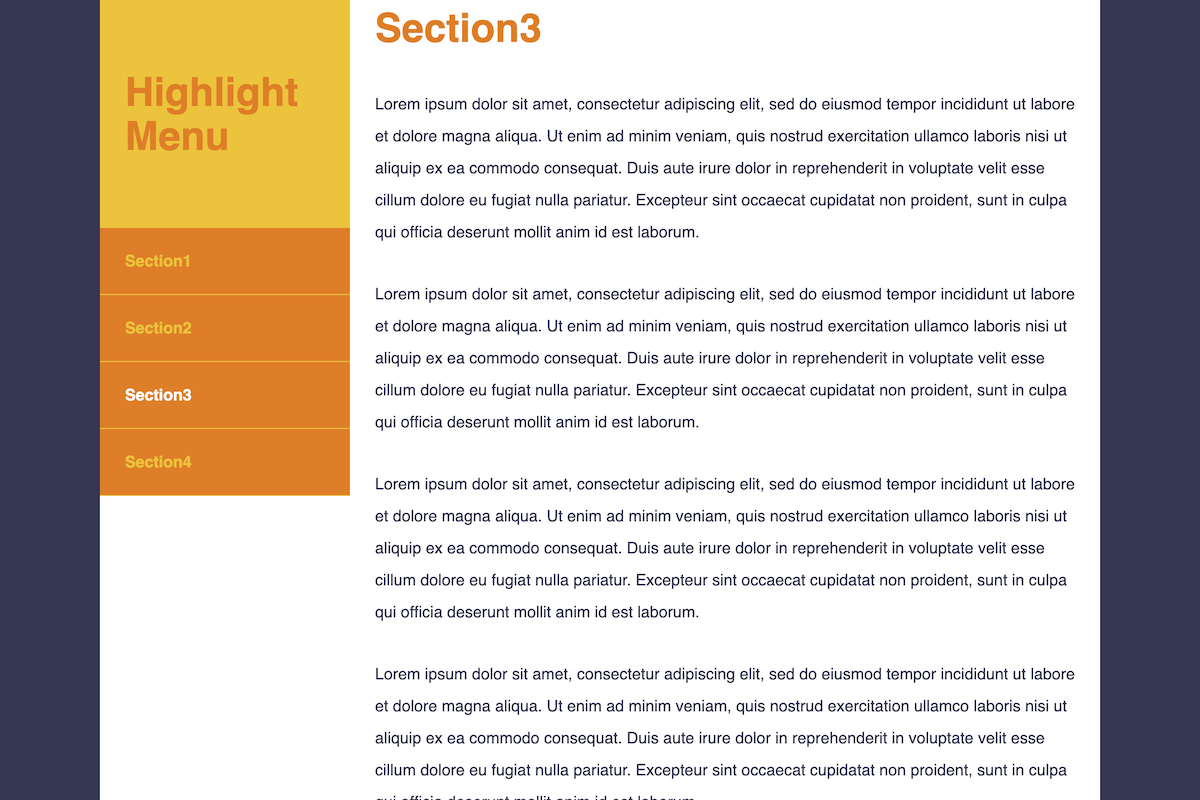 Highlight
Menu
Section1
Section2
Section3
Section4
Section3
Lorem ipsum dolor sit amet, consectetur adipiscing elit, sed do eiusmod tempor incididunt ut labore
et dolore magna aliqua. Ut enim ad minim veniam, quis nostrud exercitation ullamco laboris nisi ut
aliquip ex ea commodo consequat. Duis aute irure dolor in reprehenderit in voluptate velit esse
cillum dolore eu fugiat nulla pariatur. Excepteur sint occaecat cupidatat non proident, sunt in culpa
qui officia deserunt mollit anim id est laborum.
Lorem ipsum dolor sit amet, consectetur adipiscing elit, sed do eiusmod tempor incididunt ut labore
et dolore magna aliqua. Ut enim ad minim veniam, quis nostrud exercitation ullamco laboris nisi ut
aliquip ex ea commodo consequat. Duis aute irure dolor in reprehenderit in voluptate velit esse
cillum dolore eu fugiat nulla pariatur. Excepteur sint occaecat cupidatat non proident, sunt in culpa
qui officia deserunt mollit anim id est laborum.
Lorem ipsum dolor sit amet, consectetur adipiscing elit, sed do eiusmod tempor incididunt ut labore
et dolore magna aliqua. Ut enim ad minim veniam, quis nostrud exercitation ullamco laboris nisi ut
aliquip ex ea commodo consequat. Duis aute irure dolor in reprehenderit in voluptate velit esse
cillum dolore eu fugiat nulla pariatur. Excepteur sint occaecat cupidatat non proident, sunt in culpa
qui officia deserunt mollit anim id est laborum.
Lorem ipsum dolor sit amet, consectetur adipiscing elit, sed do eiusmod tempor incididunt ut labore
et dolore magna aliqua. Ut enim ad minim veniam, quis nostrud exercitation ullamco laboris nisi ut
aliquip ex ea commodo consequat. Duis aute irure dolor in reprehenderit in voluptate velit esse
cillum dolore eu fugiat nulla pariatur. Excepteur sint occaecat cupidatat non proident, sunt in culpa